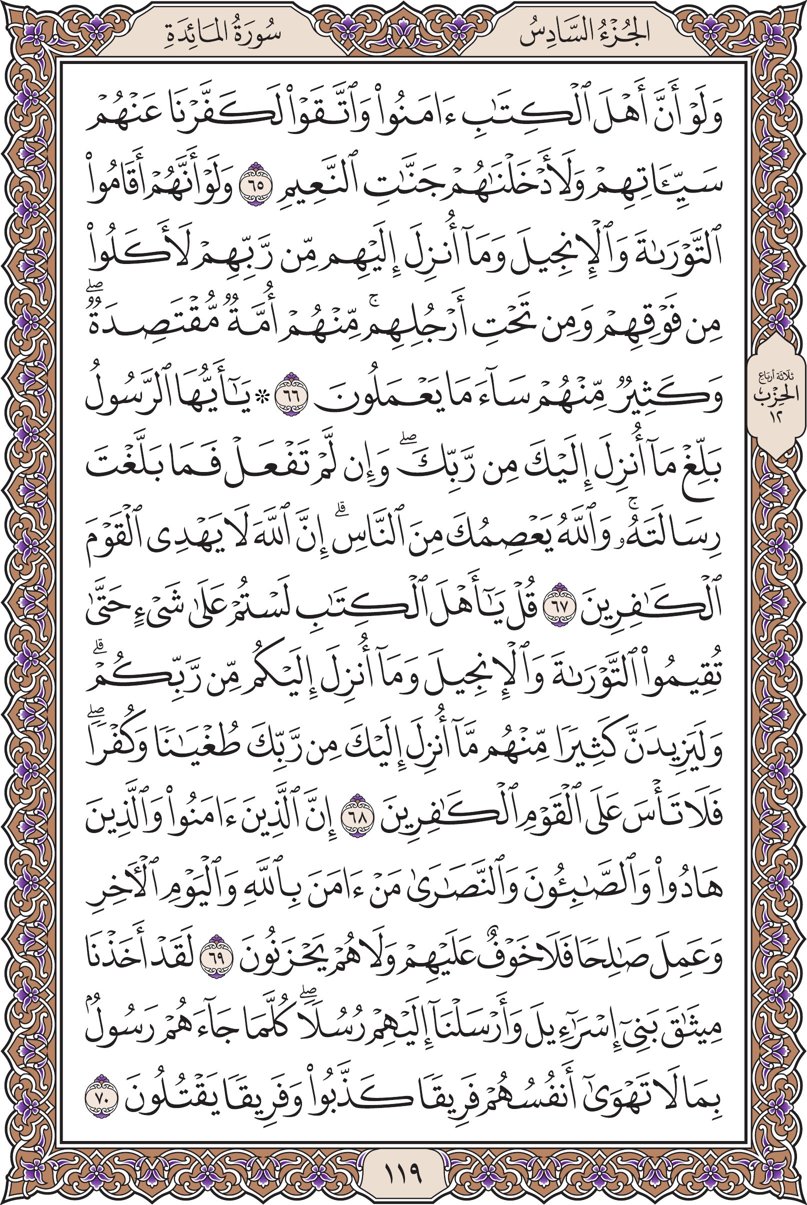 الجُزْءُ السَّادِسُ
سُورَةُ المَائِدَةِ
وَلَوْ أَنَّ أَهْلَ ٱلْكِتَٰبِ ءَامَنُواْ وَٱتَّقَوْاْ لَكَفَّرْنَا عَنْهُمْ
سَيِّـَٔاتِهِمْ وَلَأَدْخَلْنَٰهُمْ جَنَّٰتِ ٱلنَّعِيمِ ٦٥ وَلَوْ أَنَّهُمْ أَقَامُواْ
ٱلتَّوْرَىٰةَ وَٱلْإِنجِيلَ وَمَآ أُنزِلَ إِلَيْهِم مِّن رَّبِّهِمْ لَأَكَلُواْ
مِن فَوْقِهِمْ وَمِن تَحْتِ أَرْجُلِهِمۚ مِّنْهُمْ أُمَّةٌ مُّقْتَصِدَةٌۖ
وَكَثِيرٌ مِّنْهُمْ سَآءَ مَا يَعْمَلُونَ ٦٦ ۞ يَٰٓأَيُّهَا ٱلرَّسُولُ
بَلِّغْ مَآ أُنزِلَ إِلَيْكَ مِن رَّبِّكَۖ وَإِن لَّمْ تَفْعَلْ فَمَا بَلَّغْتَ
رِسَالَتَهُۥۚ وَٱللَّهُ يَعْصِمُكَ مِنَ ٱلنَّاسِۗ إِنَّ ٱللَّهَ لَا يَهْدِى ٱلْقَوْمَ
ٱلْكَٰفِرِينَ ٦٧ قُلْ يَٰٓأَهْلَ ٱلْكِتَٰبِ لَسْتُمْ عَلَىٰ شَىْءٍ حَتَّىٰ
تُقِيمُواْ ٱلتَّوْرَىٰةَ وَٱلْإِنجِيلَ وَمَآ أُنزِلَ إِلَيْكُم مِّن رَّبِّكُمْۗ
وَلَيَزِيدَنَّ كَثِيرًا مِّنْهُم مَّآ أُنزِلَ إِلَيْكَ مِن رَّبِّكَ طُغْيَٰنًا وَكُفْرًاۖ
فَلَا تَأْسَ عَلَى ٱلْقَوْمِ ٱلْكَٰفِرِينَ ٦٨ إِنَّ ٱلَّذِينَ ءَامَنُواْ وَٱلَّذِينَ
هَادُواْ وَٱلصَّٰبِـُٔونَ وَٱلنَّصَٰرَىٰ مَنْ ءَامَنَ بِٱللَّهِ وَٱلْيَوْمِ ٱلْءَاخِرِ
وَعَمِلَ صَٰلِحًا فَلَا خَوْفٌ عَلَيْهِمْ وَلَا هُمْ يَحْزَنُونَ ٦٩ لَقَدْ أَخَذْنَا
مِيثَٰقَ بَنِىٓ إِسْرَٰٓءِيلَ وَأَرْسَلْنَآ إِلَيْهِمْ رُسُلًاۖ كُلَّمَا جَآءَهُمْ رَسُولٌۢ
بِمَا لَا تَهْوَىٰٓ أَنفُسُهُمْ فَرِيقًا كَذَّبُواْ وَفَرِيقًا يَقْتُلُونَ ٧٠
ثلاثة أرباع
الحِزْب
١٢
١١٩